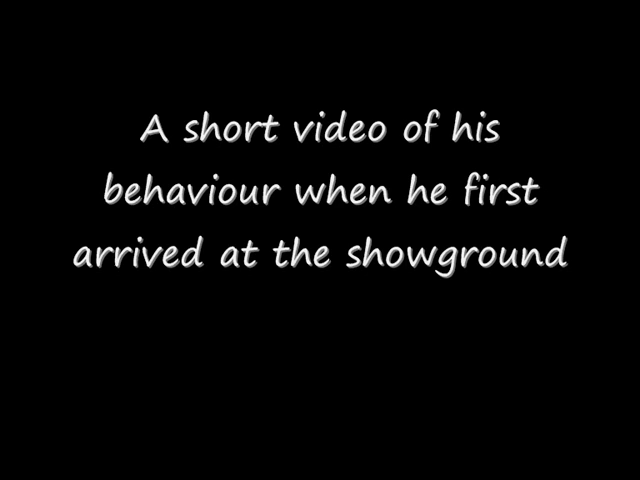 A short video of his
behaviour when he first
arrived at the showground